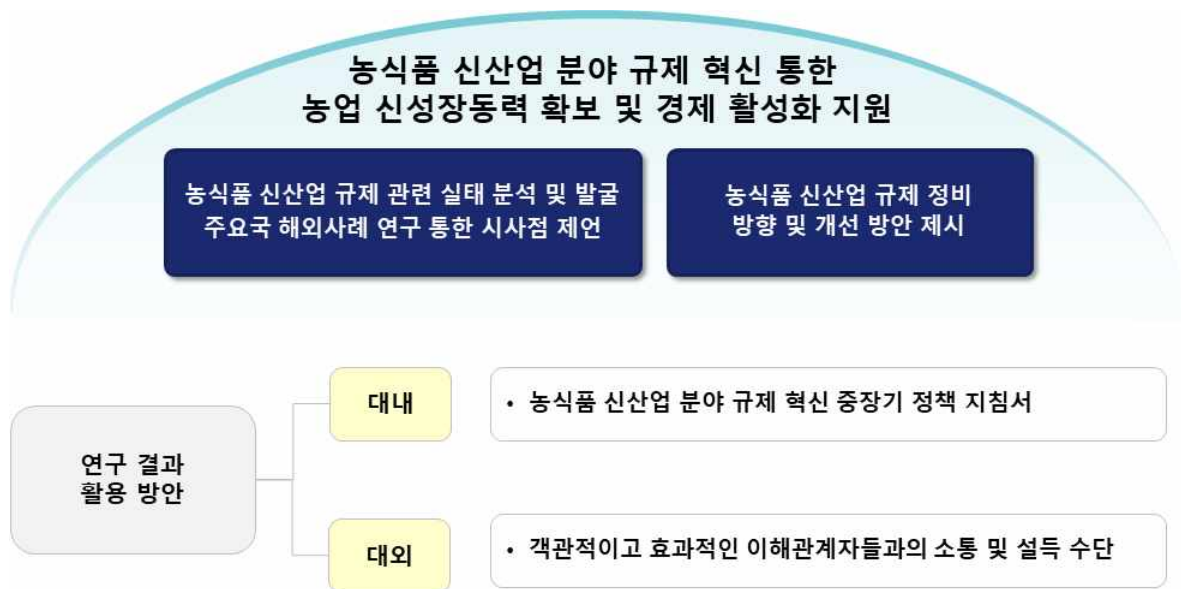 농식품 신산업 분야 규제 혁신 통한
농업 신성장동력 확보 및 경제 활성화 지원
농식품 신산업 규제 관련 실태 분석 및 발굴
주요국 해외사례 연구 통한 시사점 제언
농식품 신산업 규제 정비
방향 및 개선 방안 제시
연구 결과
활용 방안
대내
• 농식품 신산업 분야 규제 혁신 중장기 정책 지침서
대외
• 객관적이고 효과적인 이해관계자들과의 소통 및 설득 수단